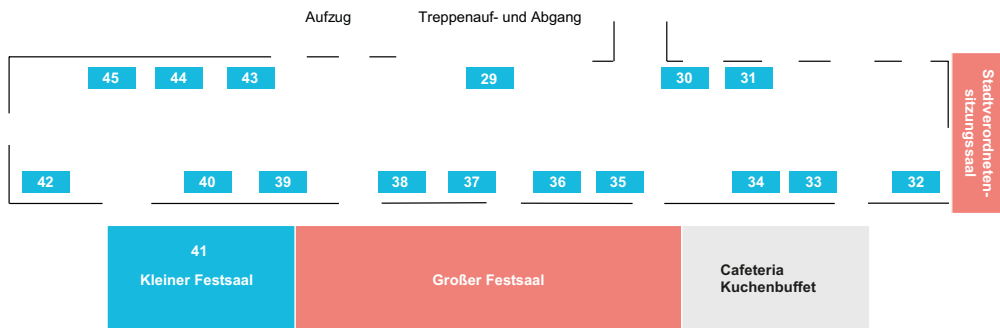 Aufzug
Treppenauf- und Abgang
45
44
43
29
30
31
Stadtverordneten-
sitzungssaal
42
40
39
38
37
36
35
34
33
32
41
Kleiner Festsaal
Großer Festsaal
Cafeteria
Kuchenbuffet